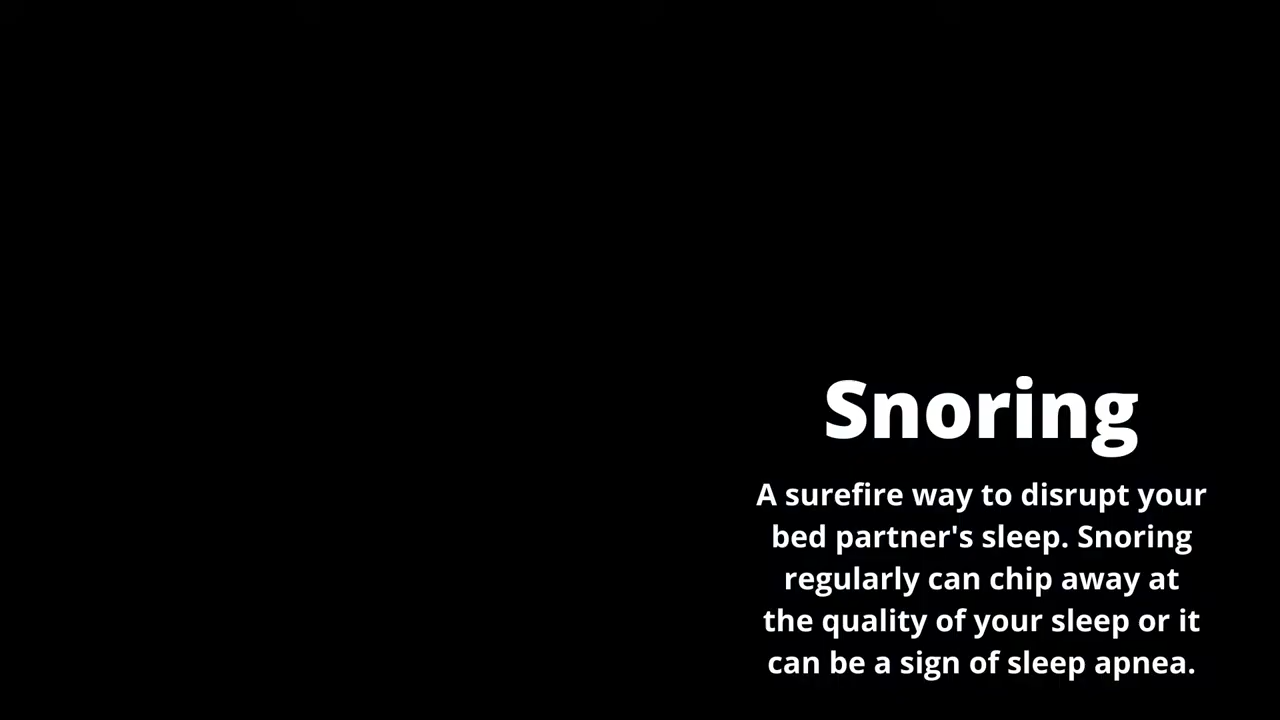 Snoring
A surefire way to disrupt your
bed partner's sleep. Snoring
regularly can chip away at
the quality of your sleep or it
can be a sign of sleep apnea.